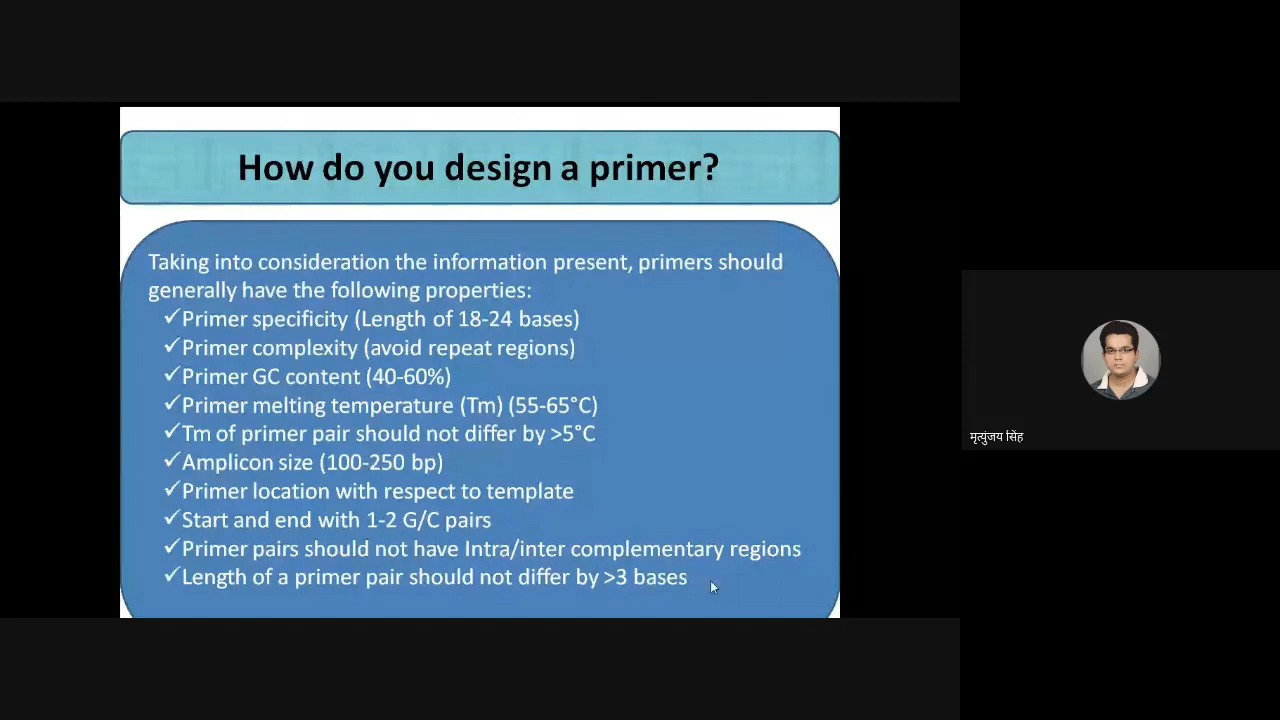 How do you design a primer?
Taking into consideration the information present, primers should
generally have the following properties:
✓Primer specificity (Length of 18-24 bases)
✓Primer complexity (avoid repeat regions)
✓Primer GC content (40-60%)
✓Primer melting temperature (Tm) (55-65°C)
✓Tm of primer pair should not differ by >5°C
✓Amplicon size (100-250 bp)
✓Primer location with respect to template
✓Start and end with 1-2 G/C pairs
✓Primer pairs should not have Intra/inter complementary regions
✓Length of a primer pair should not differ by >3 bases
मृत्युंजय सिंह